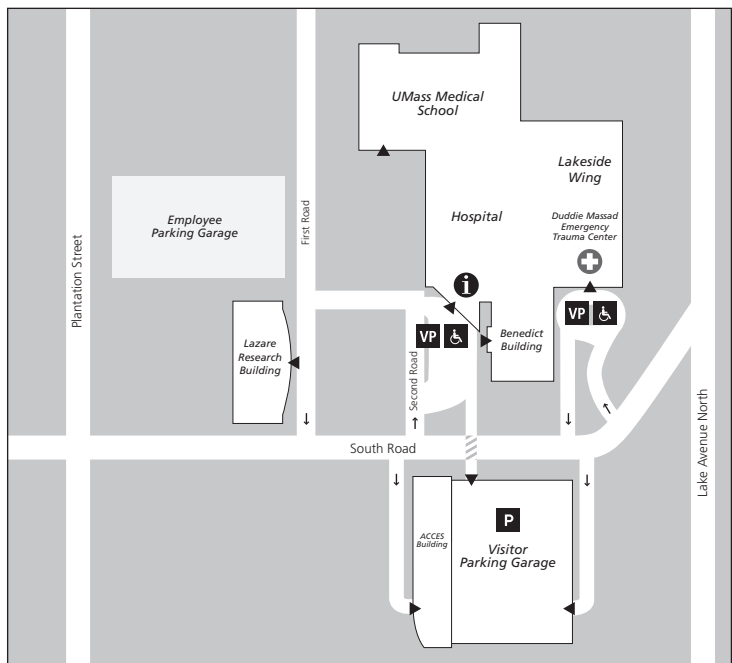 UMass Medical
School
Lakeside
Wing
Employee
Parking Garage
First Road
Hospital
Duddie Massad
Emergency
Trauma Center
Plantation Street
i
VP
VP
Lazare
Research
Building
Second Road
Benedict
Building
Lake Avenue North
South Road
P
ACCES
Building
Visitor
Parking Garage